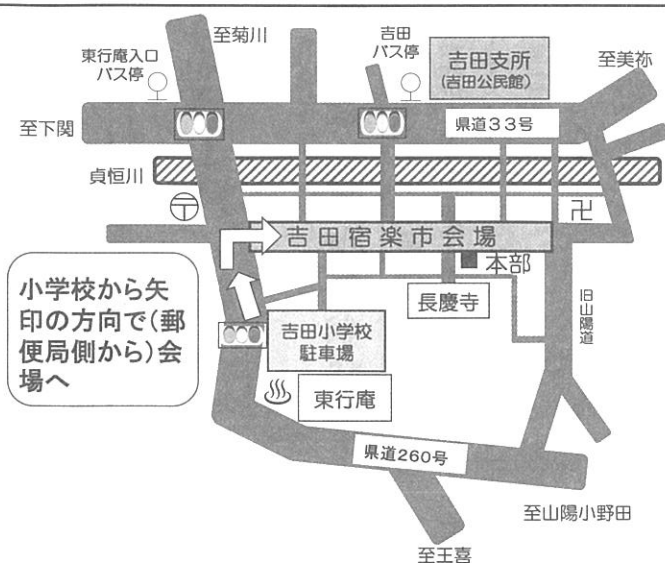 至菊川
東行庵入口
バス停
吉田
バス停
吉田支所
(吉田公民館)
至美祢
至下関
県道33号
貞恒川
〒
卍
吉田宿楽市会場
本部
小学校から矢
印の方向で(郵
便局側から)会
場へ
長慶寺
旧山陽道
吉田小学校
駐車場
東行庵
県道260号
至山陽小野田
至王喜